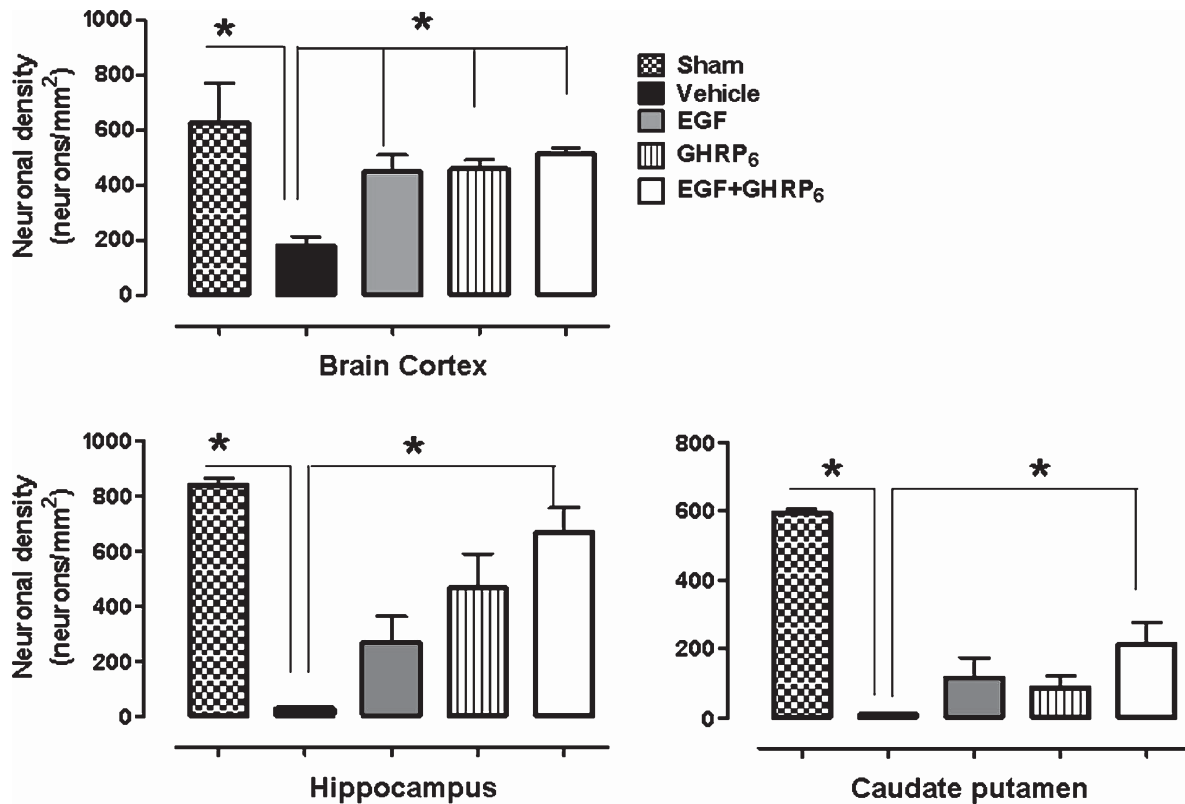 Neuronal density
(neurons/mm²)
1000
800
600
400
200
0
*
*
Brain Cortex
Sham
Vehicle
EGF
GHRP₆
EGF+GHRP₆
Neuronal density
(neurons/mm²)
1000
800
600
400
200
0
*
*
Hippocampus
800
600
400
200
0
*
*
Caudate putamen